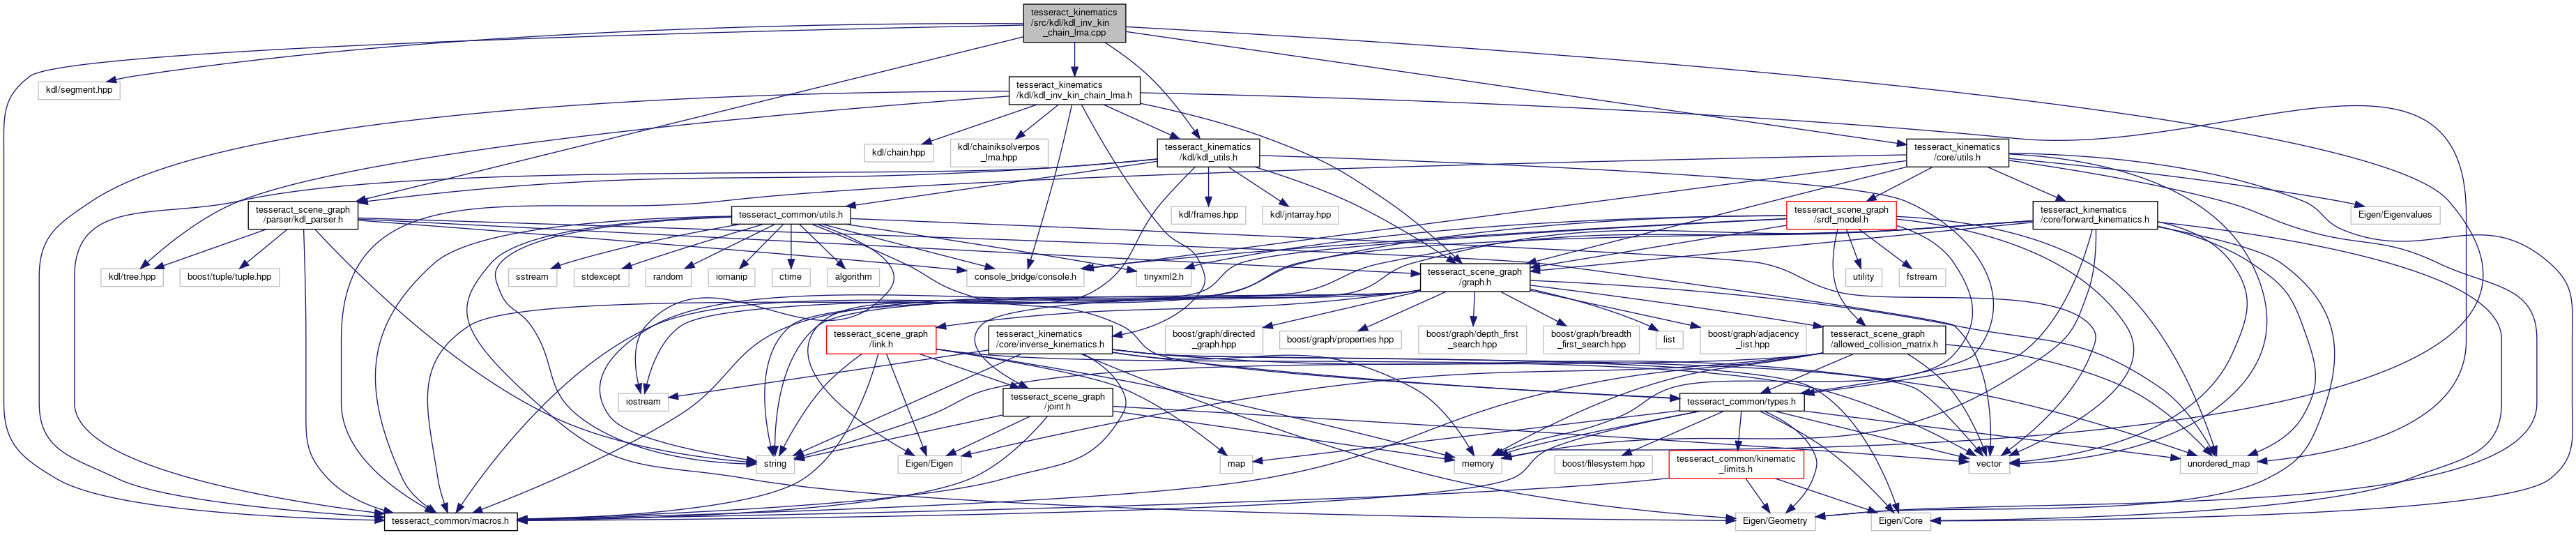 tesseract_kinematics
/src/kdl/kdl_inv_kin
_chain_lma.cpp
kdl/segment.hpp
tesseract_kinematics
/kdl/kdl_inv_kin_chain_lma.h
kdl/chain.hpp
kdl/chainiksolverpos
_lma.hpp
tesseract_kinematics
/kdl/kdl_utils.h
tesseract_kinematics
/core/utils.h
tesseract_scene_graph
/parser/kdl_parser.h
tesseract_common/utils.h
kdl/frames.hpp
kdl/jntarray.hpp
tesseract_scene_graph
/srdf_model.h
tesseract_kinematics
/core/forward_kinematics.h
Eigen/Eigenvalues
kdl/tree.hpp
boost/tuple/tuple.hpp
sstream
stdexcept
random
iomanip
ctime
algorithm
console_bridge/console.h
tinyxml2.h
tesseract_scene_graph
/graph.h
utility
fstream
tesseract_scene_graph
/link.h
tesseract_kinematics
/core/inverse_kinematics.h
boost/graph/directed
_graph.hpp
boost/graph/properties.hpp
boost/graph/depth_first
_search.hpp
boost/graph/breadth
_first_search.hpp
list
boost/graph/adjacency
_list.hpp
tesseract_scene_graph
/allowed_collision_matrix.h
iostream
tesseract_scene_graph
/joint.h
tesseract_common/types.h
string
Eigen/Eigen
map
memory
boost/filesystem.hpp
tesseract_common/kinematic
_limits.h
vector
unordered_map
tesseract_common/macros.h
Eigen/Geometry
Eigen/Core